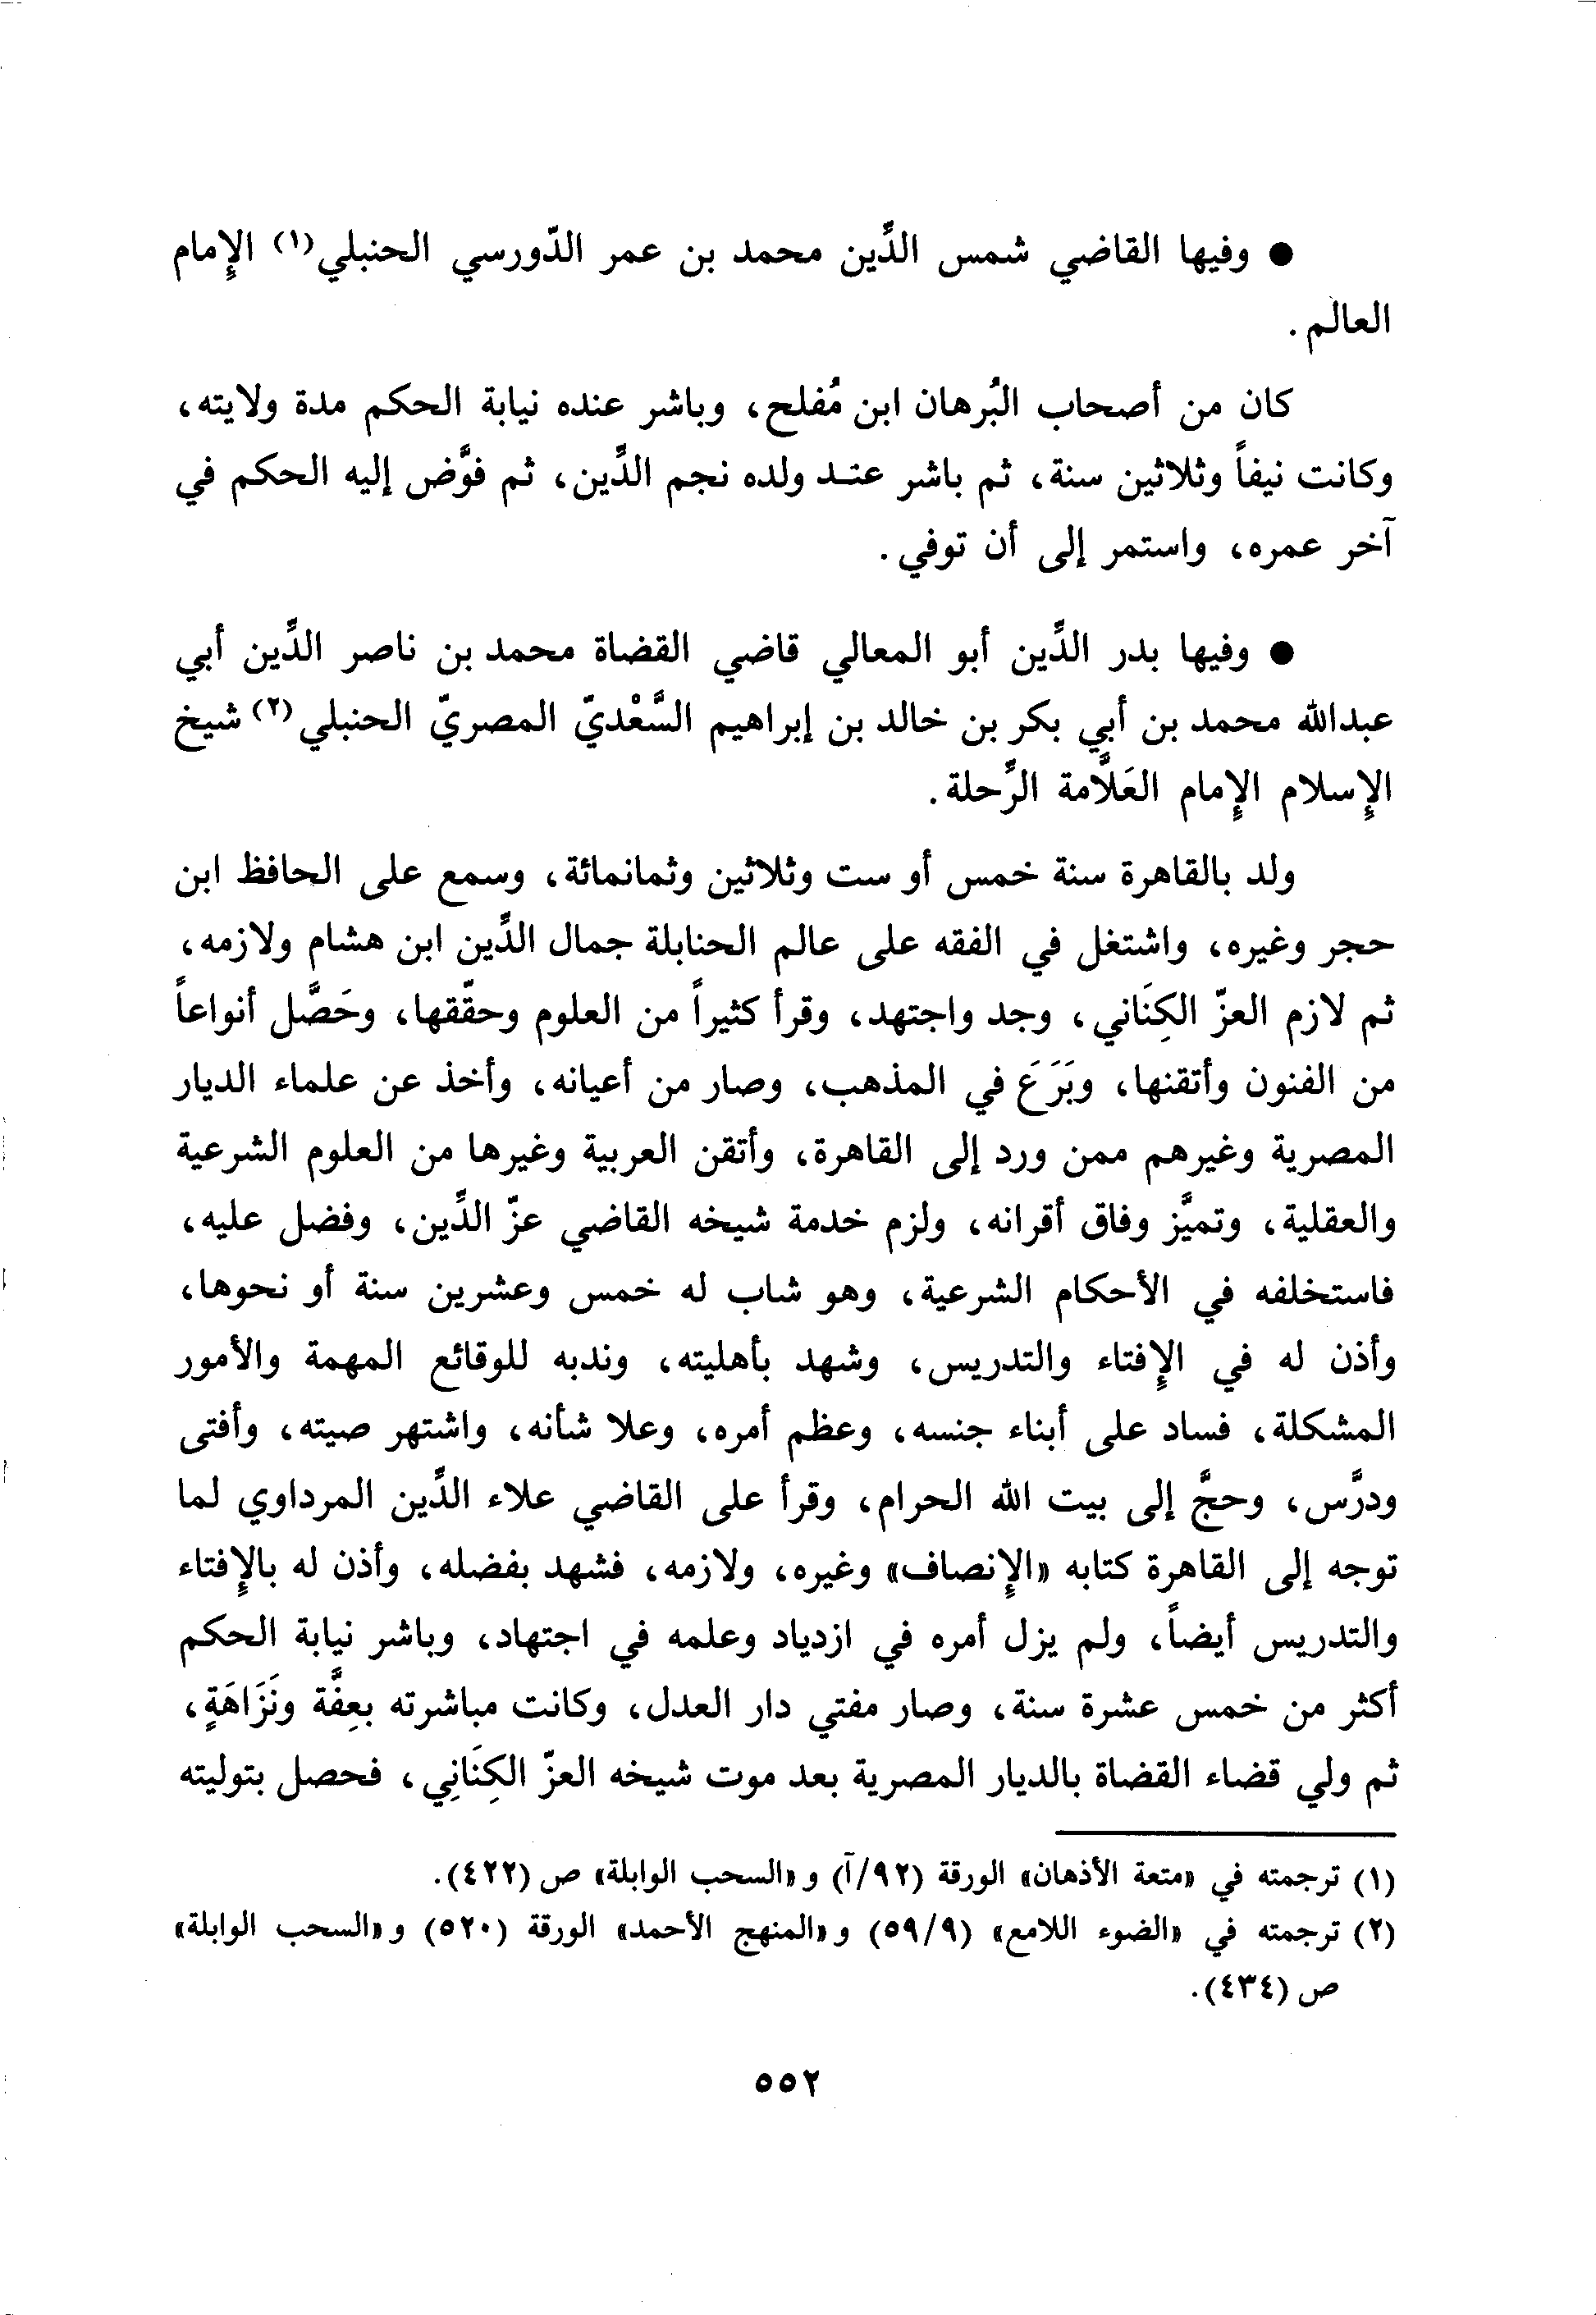 ● وفيها القاضي شمس الدِّين محمد بن عمر الدّورسي الحنبلي(١) الإِمام
العالم.
كان من أصحاب البُرهان ابن مُفلح، وباشر عنده نيابة الحكم مدة ولايته،
وكانت نيفاً وثلاثين سنة، ثم باشر عند ولده نجم الدِّين، ثم فوَّض إليه الحكم في
آخر عمره، واستمر إلى أن توفي.
● وفيها بدر الدِّين أبو المعالي قاضي القضاة محمد بن ناصر الدِّين أبي
عبدالله محمد بن أبي بكر بن خالد بن إبراهيم السَّعْديّ المصريّ الحنبلي(٢) شيخ
الإِسلام الإِمام العَلاَّمة الرِّحلة.
ولد بالقاهرة سنة خمس أو ست وثلاثين وثمانمائة، وسمع على الحافظ ابن
حجر وغيره، واشتغل في الفقه على عالم الحنابلة جمال الدِّين ابن هشام ولازمه،
ثم لازم العزّ الكِنَاني، وجد واجتهد، وقرأ كثيراً من العلوم وحقّقها، وحَصَّل أنواعاً
من الفنون وأتقنها، وبَرَعَ في المذهب، وصار من أعيانه، وأخذ عن علماء الديار
المصرية وغيرهم ممن ورد إلى القاهرة، وأتقن العربية وغيرها من العلوم الشرعية
والعقلية، وتميَّز وفاق أقرانه، ولزم خدمة شيخه القاضي عزّ الدِّين، وفضل عليه،
فاستخلفه في الأحكام الشرعية، وهو شاب له خمس وعشرين سنة أو نحوها،
وأذن له في الإِفتاء والتدريس، وشهد بأهليته، وندبه للوقائع المهمة والأمور
المشكلة، فساد على أبناء جنسه، وعظم أمره، وعلا شأنه، واشتهر صيته، وأفتى
ودرَّس، وحجَّ إلى بيت الله الحرام، وقرأ على القاضي علاء الدِّين المرداوي لما
توجه إلى القاهرة كتابه «الإِنصاف» وغيره، ولازمه، فشهد بفضله، وأذن له بالإِفتاء
والتدريس أيضاً، ولم يزل أمره في ازدياد وعلمه في اجتهاد، وباشر نيابة الحكم
أكثر من خمس عشرة سنة، وصار مفتي دار العدل، وكانت مباشرته بعِفَّة ونَزَاهَةٍ،
ثم ولي قضاء القضاة بالديار المصرية بعد موت شيخه العزّ الكِنَانِي، فحصل بتوليته
(١) ترجمته في «متعة الأذهان» الورقة (٩٢/آ) و«السحب الوابلة» ص (٤٢٢).
(٢) ترجمته في «الضوء اللامع» (٥٩/٩) و«المنهج الأحمد» الورقة (٥٢٠) و«السحب الوابلة»
ص (٤٣٤).
٥٥٢